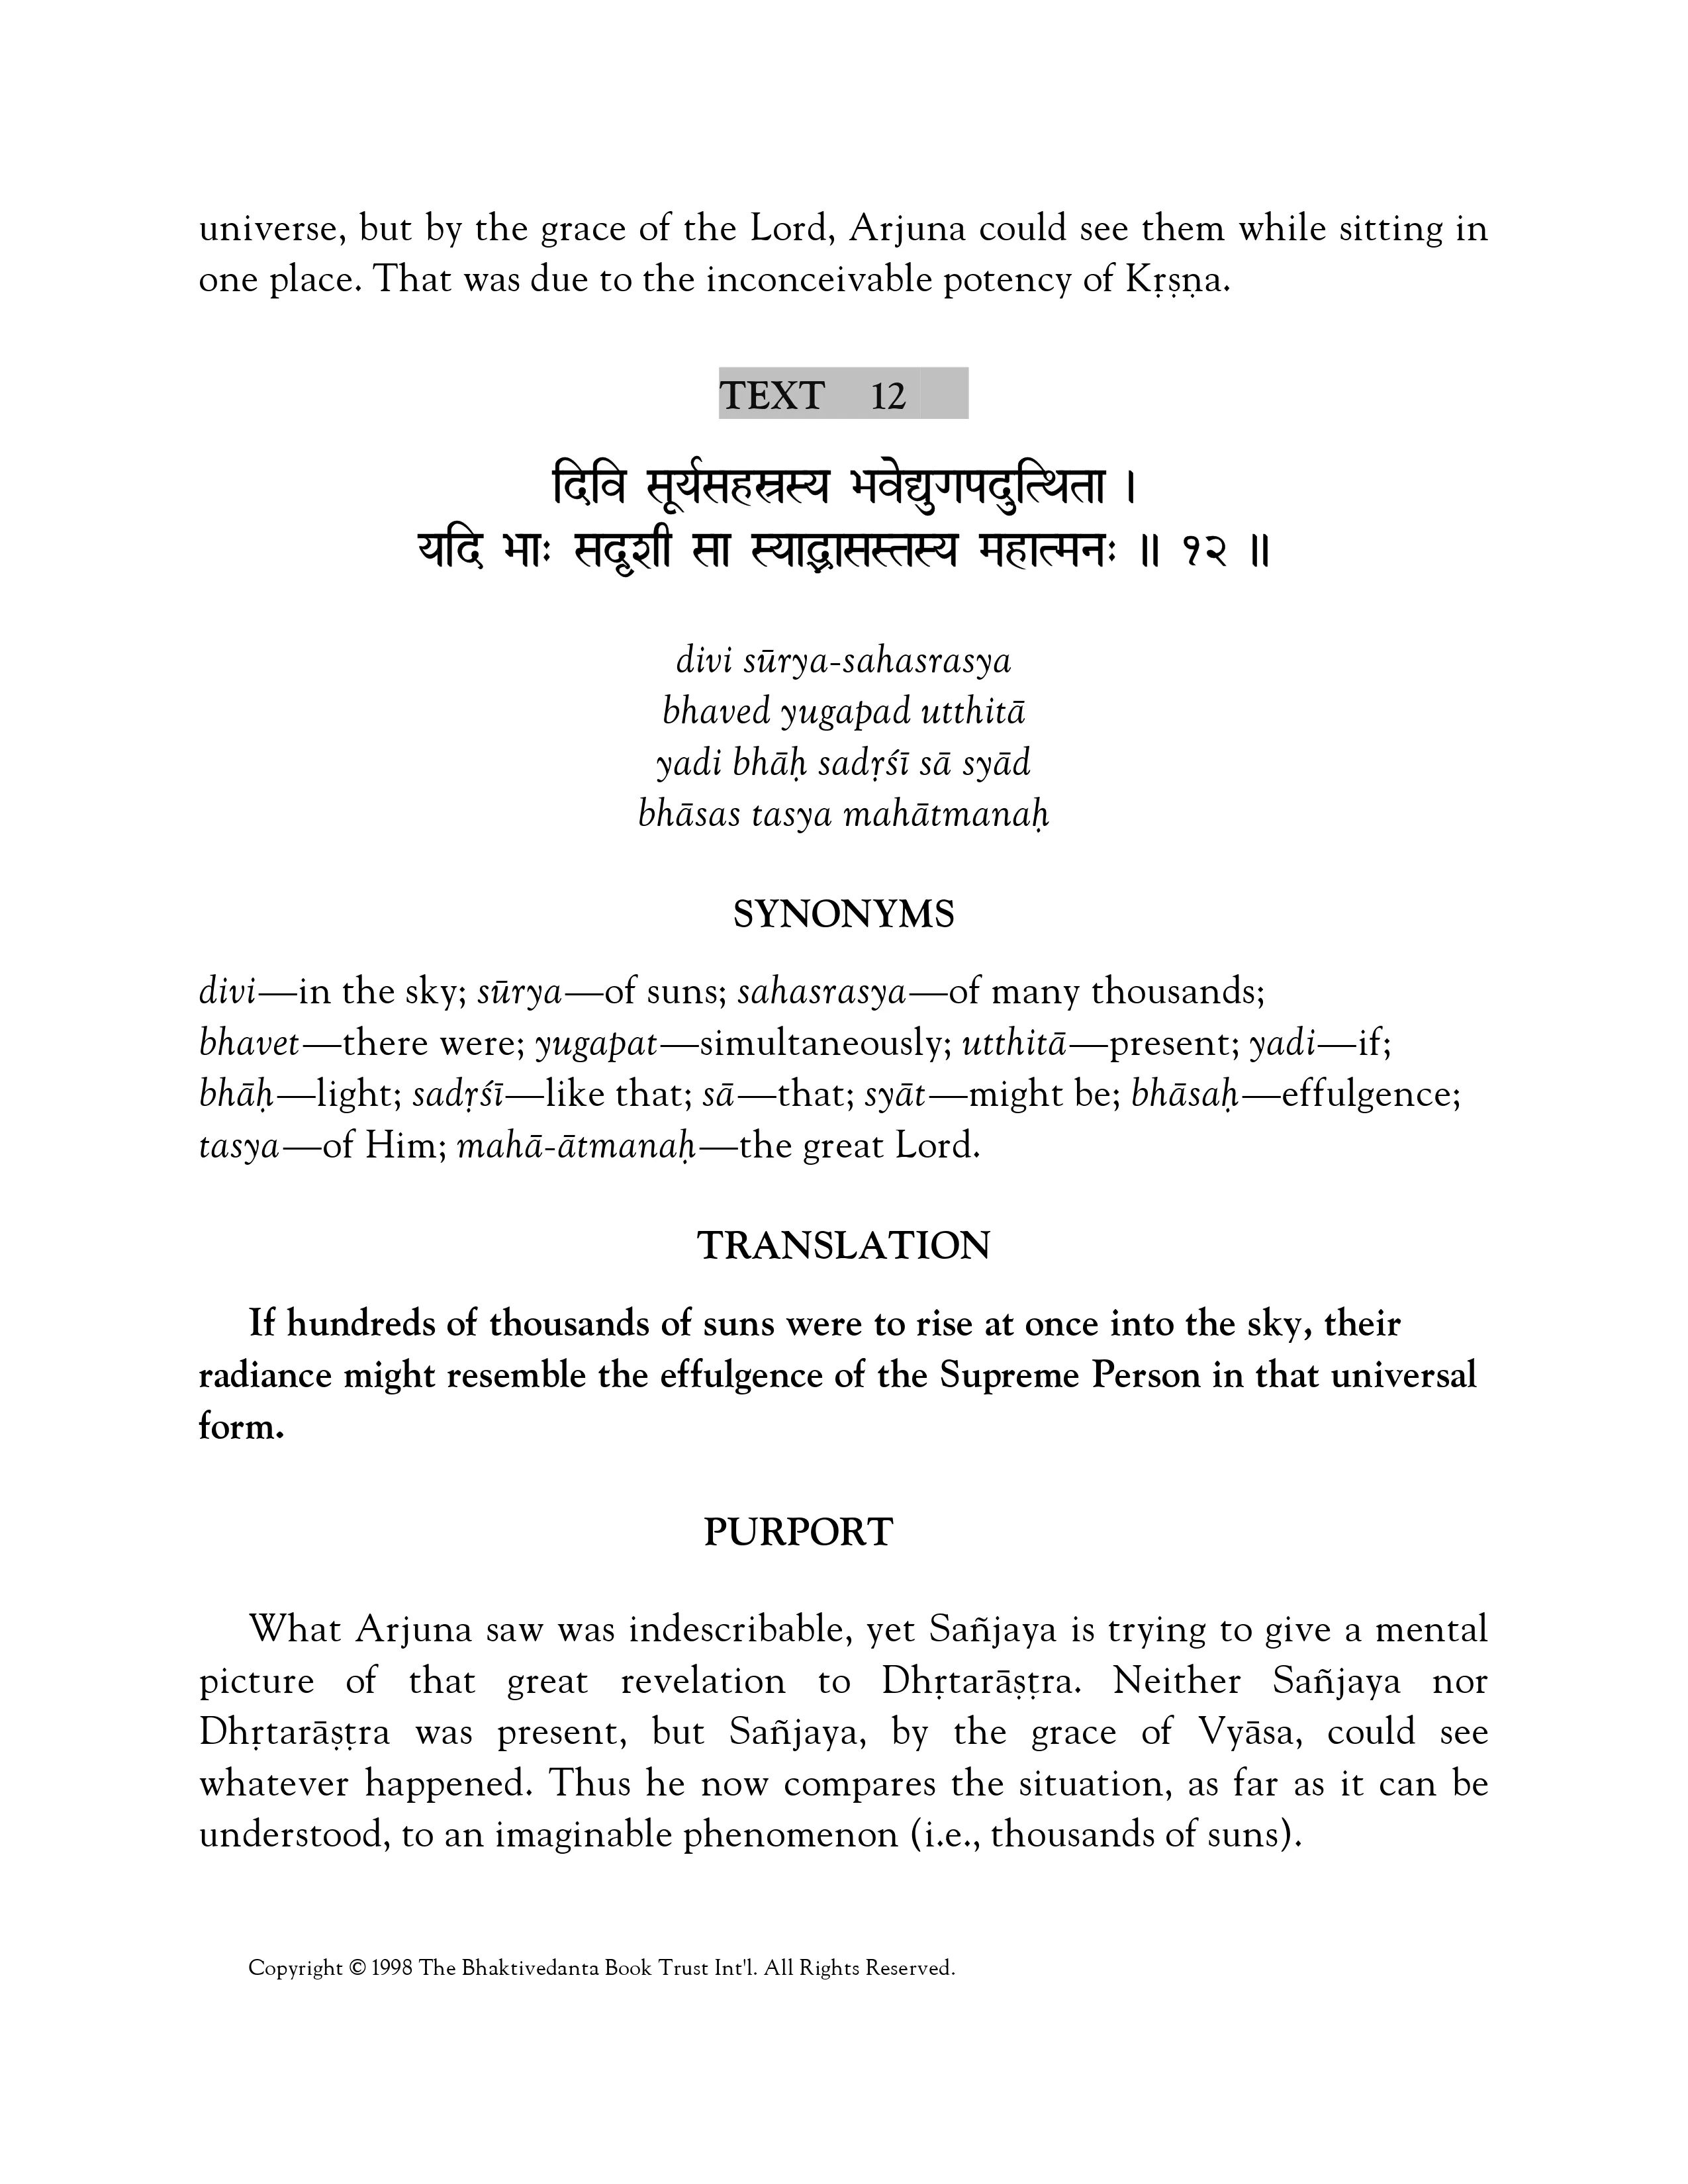 universe, but by the grace of the Lord, Arjuna could see them while sitting in
one place. That was due to the inconceivable potency of Kṛṣṇa.
TEXT 12
दिवि सूर्यसहस्रस्य भवेद्युगपदुत्थिता ।
यदि भाः सदृशी सा स्याद्भासस्तस्य महात्मनः ॥ १२ ॥
divi sūrya-sahasrasya
bhaved yugapad utthitā
yadi bhāḥ sadṛśī sā syād
bhāsas tasya mahātmanaḥ
SYNONYMS
divi—in the sky; sūrya—of suns; sahasrasya—of many thousands;
bhavet—there were; yugapat—simultaneously; utthitā—present; yadi—if;
bhāḥ—light; sadṛśī—like that; sā—that; syāt—might be; bhāsaḥ—effulgence;
tasya—of Him; mahā-ātmanaḥ—the great Lord.
TRANSLATION
If hundreds of thousands of suns were to rise at once into the sky, their
radiance might resemble the effulgence of the Supreme Person in that universal
form.
PURPORT
What Arjuna saw was indescribable, yet Sañjaya is trying to give a mental
picture of that great revelation to Dhṛtarāṣṭra. Neither Sañjaya nor
Dhṛtarāṣṭra was present, but Sañjaya, by the grace of Vyāsa, could see
whatever happened. Thus he now compares the situation, as far as it can be
understood, to an imaginable phenomenon (i.e., thousands of suns).
Copyright © 1998 The Bhaktivedanta Book Trust Int'l. All Rights Reserved.